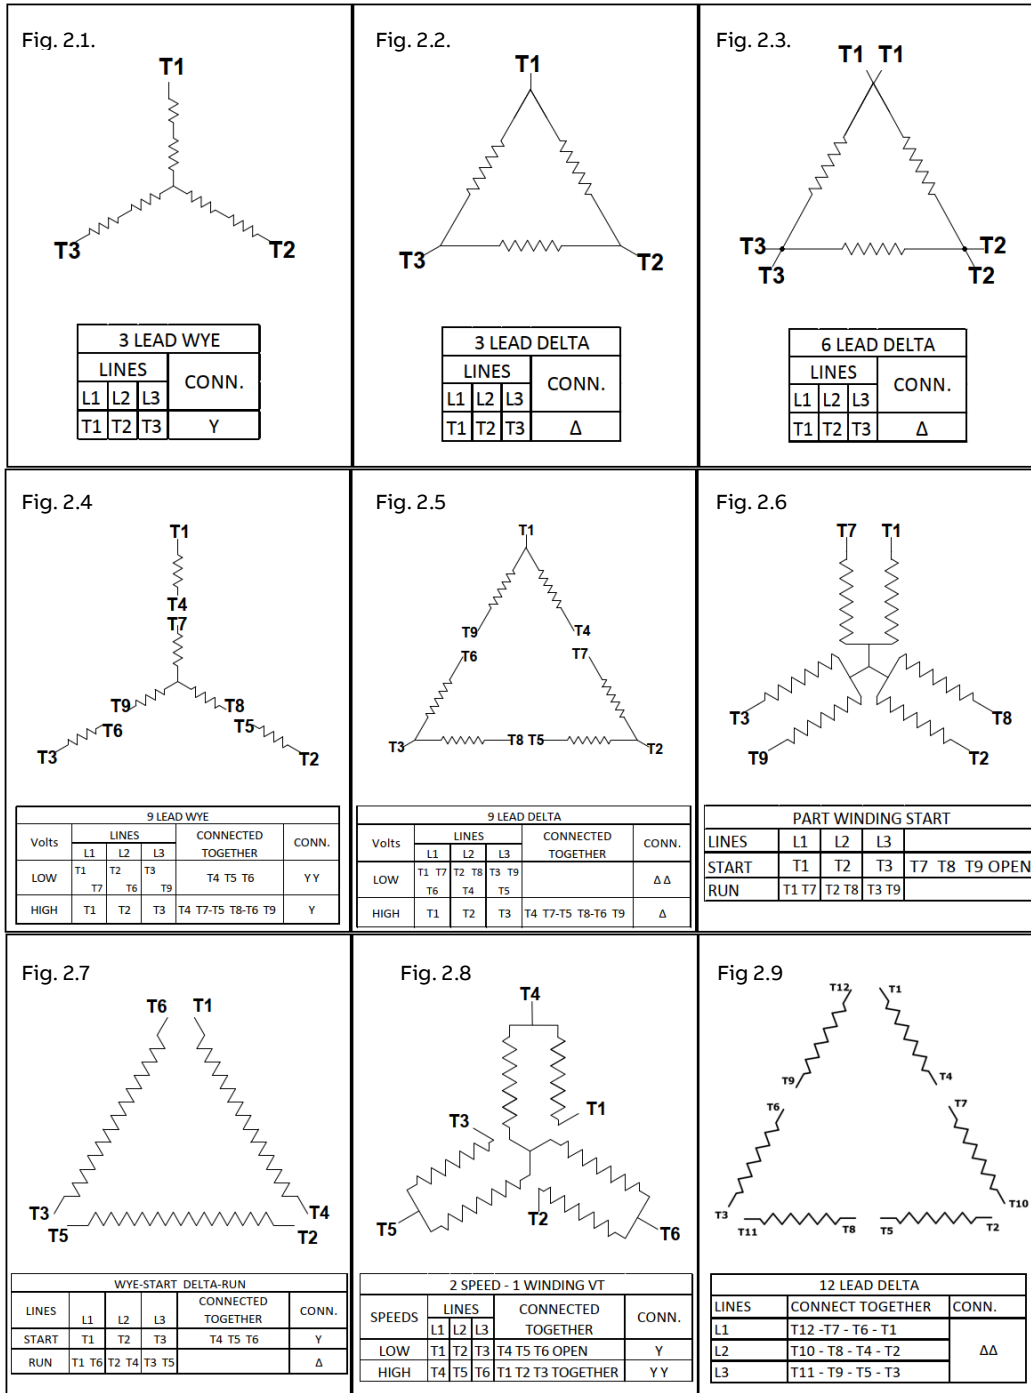 Fig. 2.1.
T1
T3
T2
3 LEAD WYE
LINES
CONN.
L1 L2 L3
T1 T2 T3 Y
Fig. 2.2.
T1
T3
T2
3 LEAD DELTA
LINES
CONN.
L1 L2 L3
T1 T2 T3 Δ
Fig. 2.3.
T1 T1
T3
T2
T3
T2
6 LEAD DELTA
LINES
CONN.
L1 L2 L3
T1 T2 T3 Δ
Fig. 2.4
T1
T4
T7
T9 T8
T6 T5
T3 T2
9 LEAD WYE
Volts LINES CONNECTED TOGETHER CONN.
L1 L2 L3
LOW T1 T7 T2 T6 T3 T9 T4 T5 T6 Y Y
HIGH T1 T2 T3 T4 T7-T5 T8-T6 T9 Y
Fig. 2.5
T1
T9 T4
T6 T7
T3 T8 T5 T2
9 LEAD DELTA
Volts LINES CONNECTED TOGETHER CONN.
L1 L2 L3
LOW T1 T7 T6 T2 T8 T4 T3 T9 T5 Δ Δ
HIGH T1 T2 T3 T4 T7-T5 T8-T6 T9 Δ
Fig. 2.6
T7 T1
T3 T8
T9 T2
PART WINDING START
LINES L1 L2 L3
START T1 T2 T3 T7 T8 T9 OPEN
RUN T1 T7 T2 T8 T3 T9
Fig. 2.7
T6 T1
T3 T4
T5 T2
WYE-START DELTA-RUN
LINES L1 L2 L3 CONNECTED TOGETHER CONN.
START T1 T2 T3 T4 T5 T6 Y
RUN T1 T6 T2 T4 T3 T5 Δ
Fig. 2.8
T4
T3 T1
T5 T2 T6
2 SPEED - 1 WINDING VT
SPEEDS LINES CONNECTED TOGETHER CONN.
L1 L2 L3
LOW T1 T2 T3 T4 T5 T6 OPEN Y
HIGH T4 T5 T6 T1 T2 T3 TOGETHER Y Y
Fig 2.9
T12 T1
T9 T4
T6 T7
T3 T10
T11 T8 T5 T2
12 LEAD DELTA
LINES CONNECT TOGETHER CONN.
L1 T12 -T7 - T6 - T1
L2 T10 - T8 - T4 - T2 ΔΔ
L3 T11 - T9 - T5 - T3